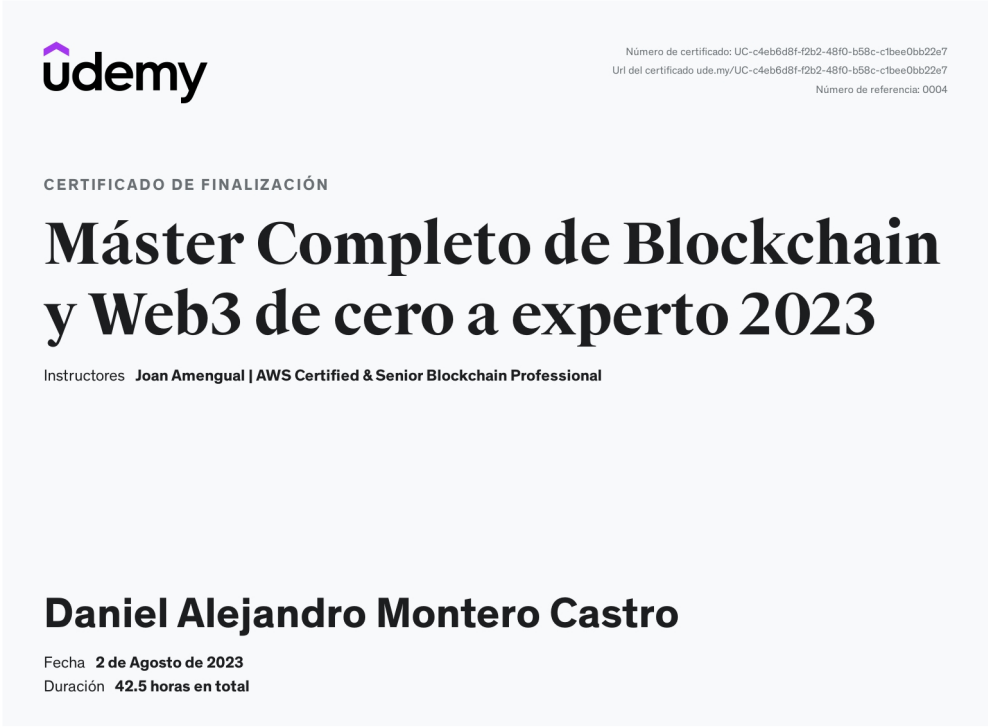 udemy
Número de certificado: UC-c4eb6d8f-f2b2-48f0-b58c-c1bee0bb22e7
Url del certificado ude.my/UC-c4eb6d8f-f2b2-48f0-b58c-c1bee0bb22e7
Número de referencia: 0004
CERTIFICADO DE FINALIZACIÓN
Máster Completo de Blockchain
y Web3 de cero a experto 2023
Instructores Joan Amengual | AWS Certified & Senior Blockchain Professional
Daniel Alejandro Montero Castro
Fecha 2 de Agosto de 2023
Duración 42.5 horas en total